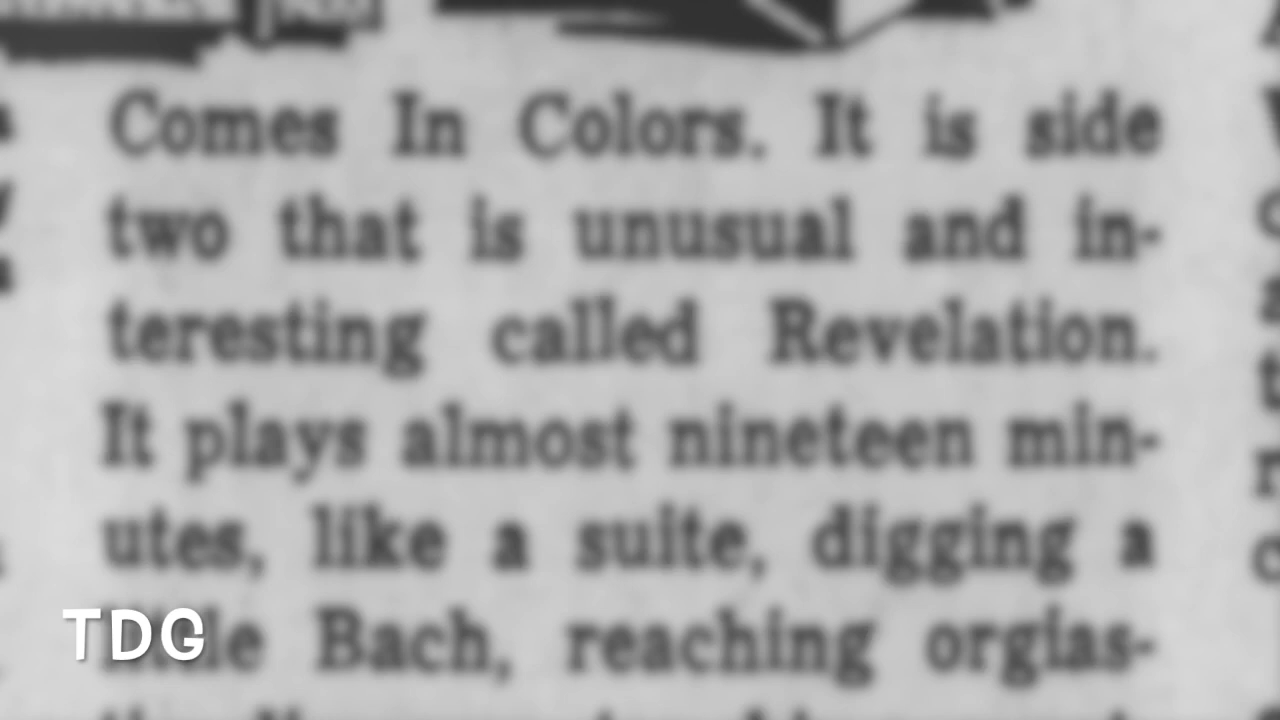 Comes In Colors. It is side
two that is unusual and in-
teresting called Revelation.
It plays almost nineteen min-
utes, like a suite, digging a
Bach, reaching orgias-
TDG